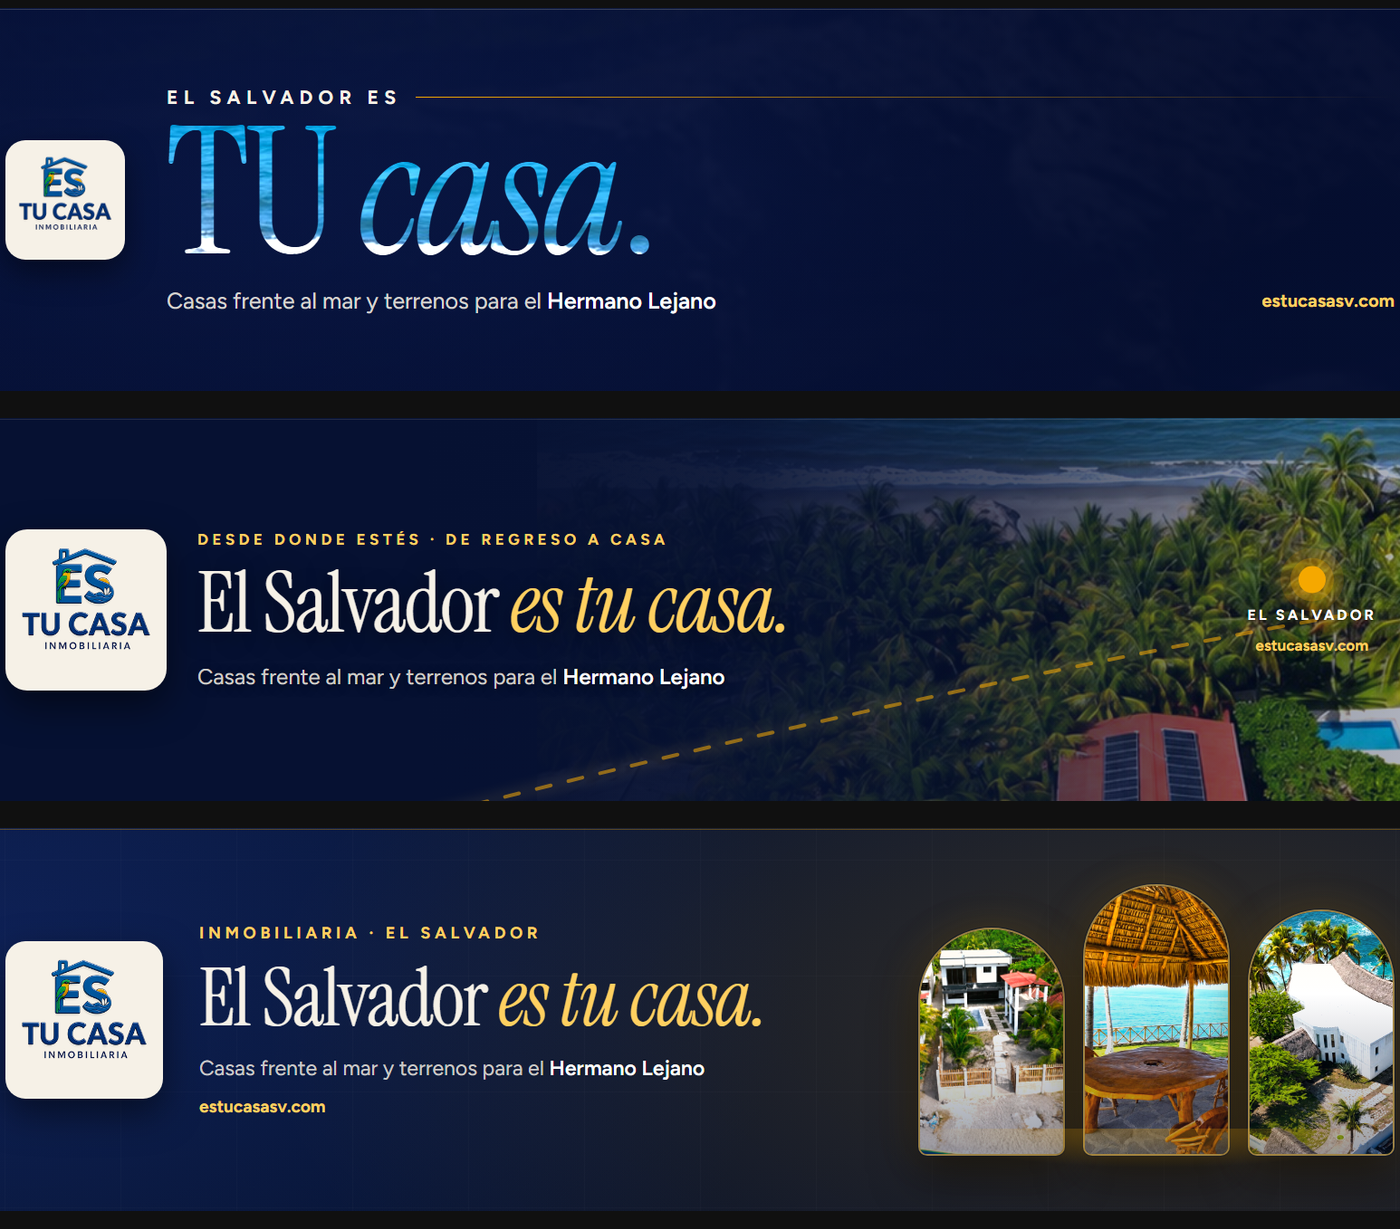 EL SALVADOR ES
ES
TU CASA
INMOBILIARIA
TU casa.
Casas frente al mar y terrenos para el Hermano Lejano
estucasasv.com
ES
TU CASA
INMOBILIARIA
DESDE DONDE ESTÉS · DE REGRESO A CASA
El Salvador es tu casa.
Casas frente al mar y terrenos para el Hermano Lejano
EL SALVADOR
estucasasv.com
ES
TU CASA
INMOBILIARIA
INMOBILIARIA · EL SALVADOR
El Salvador es tu casa.
Casas frente al mar y terrenos para el Hermano Lejano
estucasasv.com